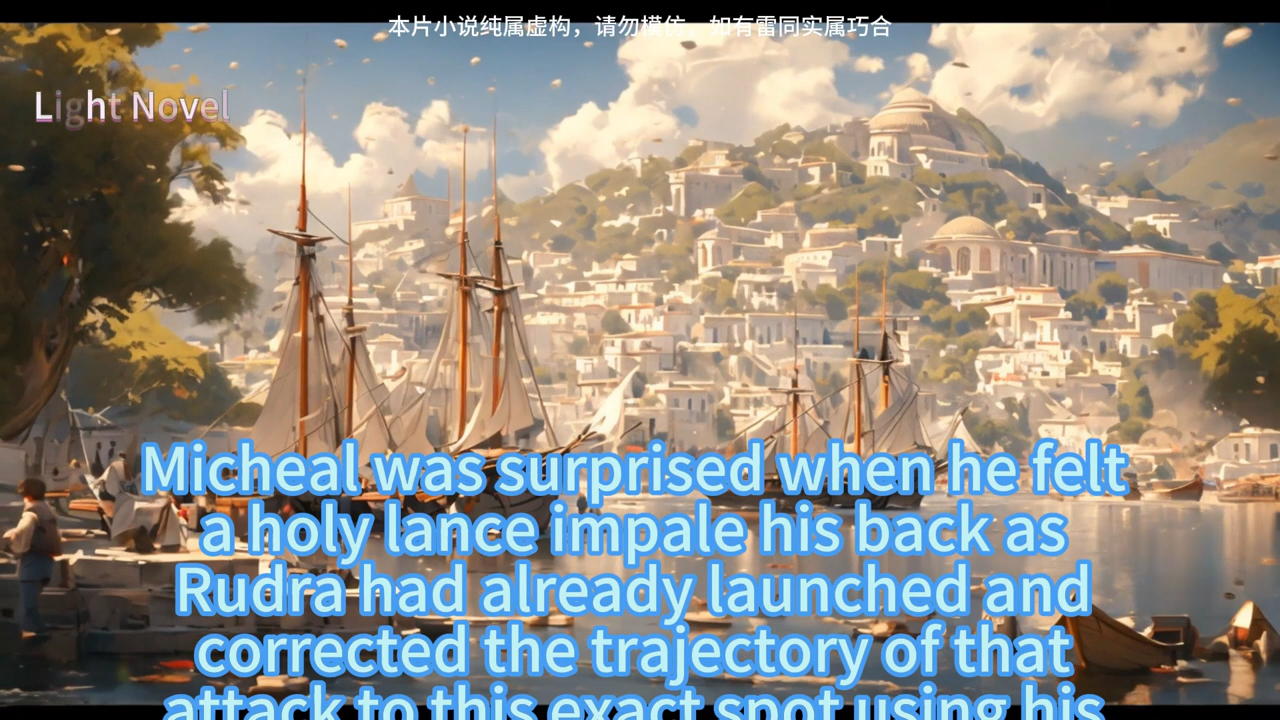 本片小说纯属虚构，请勿模仿，如有雷同实属巧合
Light Novel
Micheal was surprised when he felt
a holy lance impale his back as
Rudra had already launched and
corrected the trajectory of that
attack to this exact spot using his